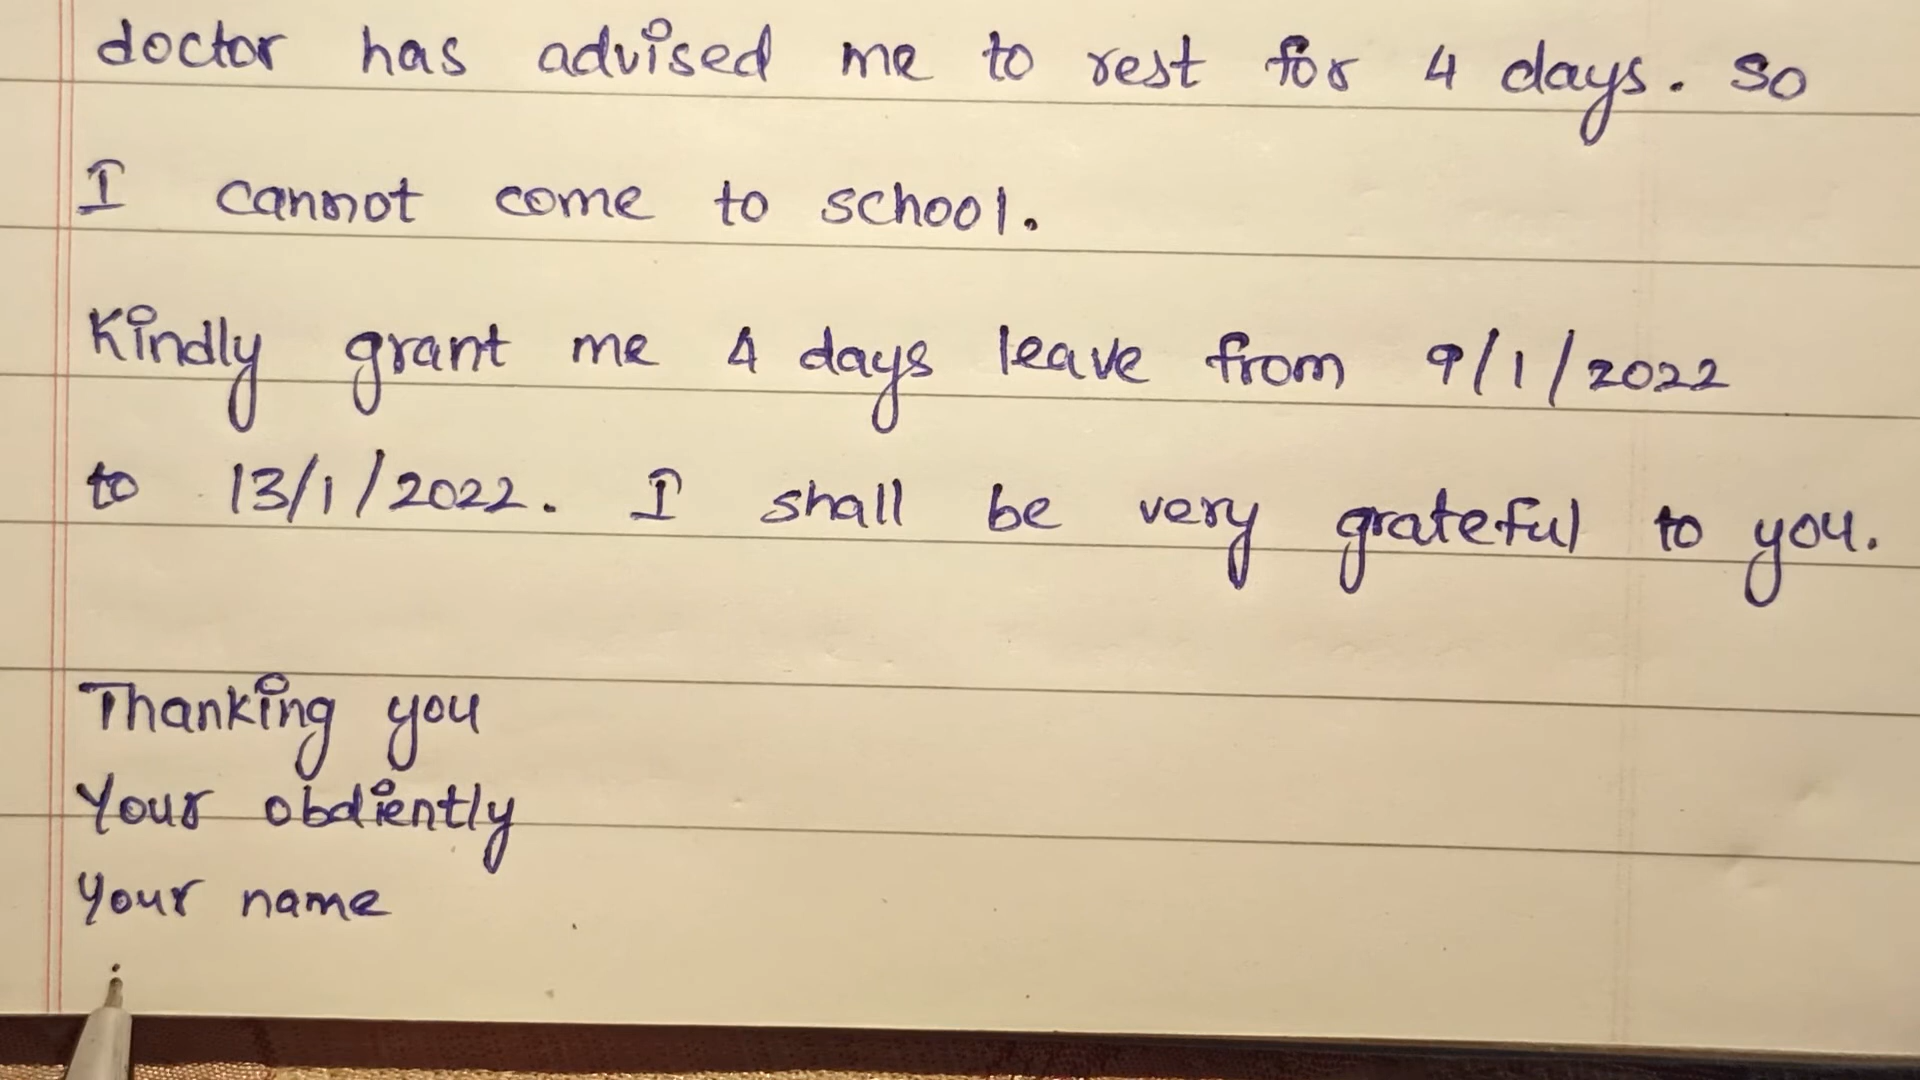 doctor has advised me to rest for 4 days. So
I cannot come to school.
Kindly grant me 4 days leave from 9/1/2022
to 13/1/2022. I shall be very grateful to you.
Thanking you
Your obdiently
Your name